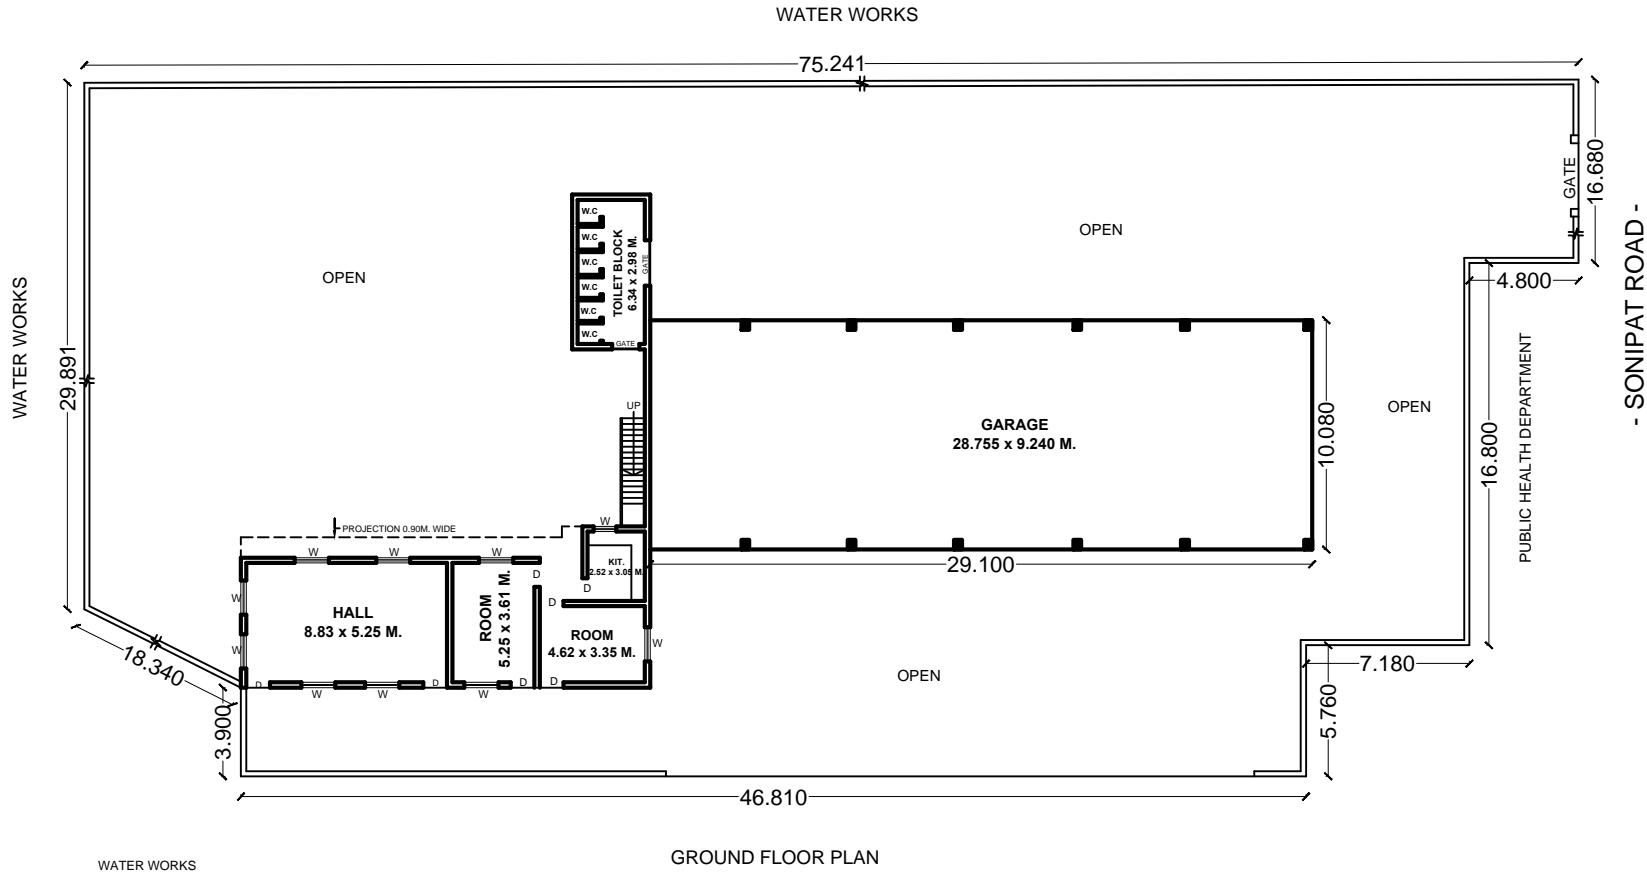 WATER WORKS
75.241
16.680
GATE
- SONIPAT ROAD -
4.800
OPEN
OPEN
W.C
W.C
W.C
W.C
W.C
W.C
TOILET BLOCK
6.34 x 2.98 M.
GATE
GATE
WATER WORKS
29.891
UP
GARAGE
28.755 x 9.240 M.
10.080
OPEN
16.800
PUBLIC HEALTH DEPARTMENT
PROJECTION 0.90M. WIDE
W
W
W
W
KIT.
2.52 x 3.05 M.
29.100
D
D
D
W
HALL
8.83 x 5.25 M.
ROOM
5.25 x 3.61 M.
ROOM
4.62 x 3.35 M.
W
W
18.340
D
W
W
D
W
D
D
OPEN
7.180
5.760
3.900
46.810
GROUND FLOOR PLAN
WATER WORKS